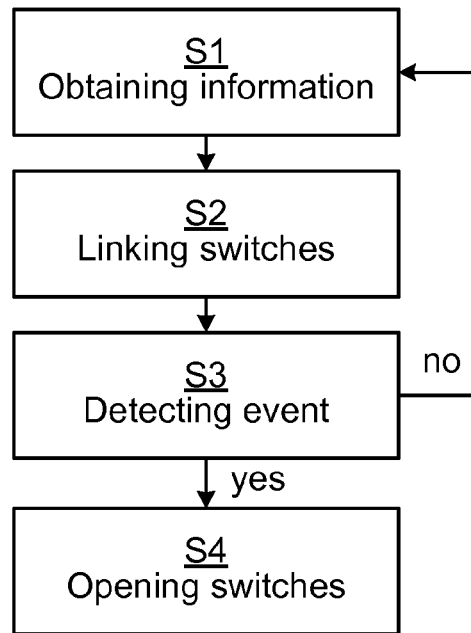 S1
Obtaining information
S2
Linking switches
S3
Detecting event
no
yes
S4
Opening switches